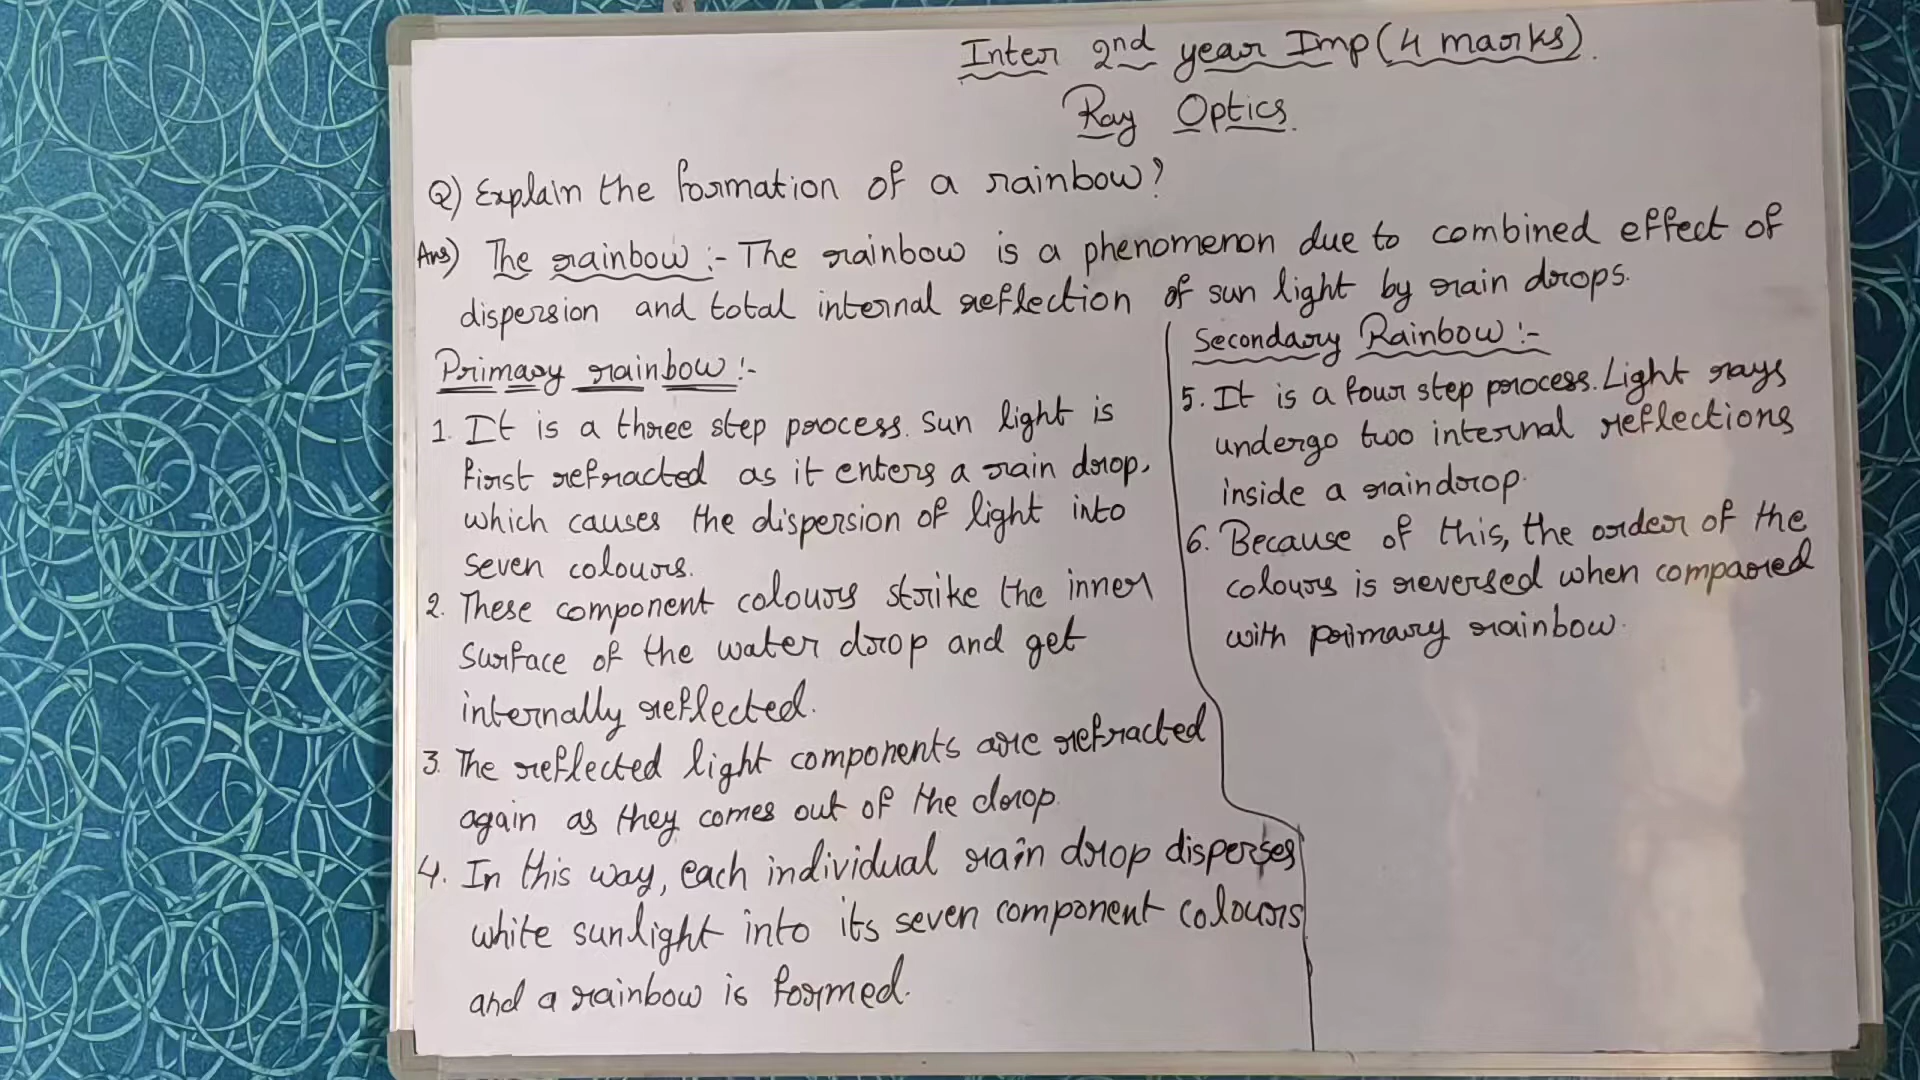 Inter 2nd year Imp (4 marks).
Ray Optics.
Q) Explain the formation of a rainbow?
Ans) The rainbow :- The rainbow is a phenomenon due to combined effect of
dispersion and total internal reflection of sun light by rain drops.
Primary rainbow :-
1. It is a three step process. Sun light is
first refracted as it enters a rain drop,
which causes the dispersion of light into
seven colours.
2. These component colours strike the inner
surface of the water drop and get
internally reflected.
3. The reflected light components are refracted
again as they comes out of the drop.
4. In this way, each individual rain drop disperses
white sunlight into its seven component colours
and a rainbow is formed.
Secondary Rainbow :-
5. It is a four step process. Light rays
undergo two internal reflections
inside a raindrop.
6. Because of this, the order of the
colours is reversed when compared
with primary rainbow.